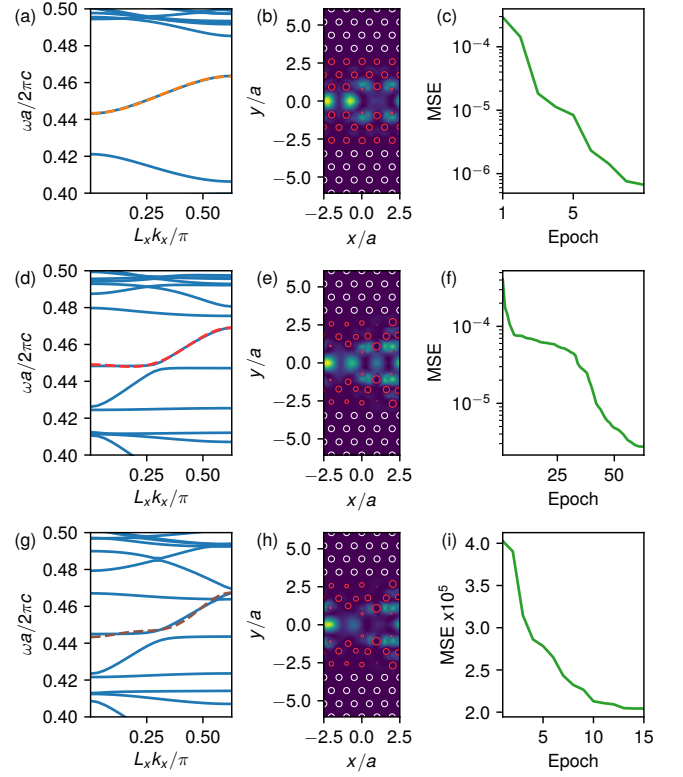 (a)
0.50
0.48
0.46
0.44
0.42
0.40
ωa/2πc
0.25 0.50
Lₓkₓ/π
(b)
5.0
2.5
0.0
−2.5
−5.0
y/a
−2.5 0.0 2.5
x/a
(c)
10⁻⁴
10⁻⁵
10⁻⁶
MSE
1 5
Epoch
(d)
0.50
0.48
0.46
0.44
0.42
0.40
ωa/2πc
0.25 0.50
Lₓkₓ/π
(e)
5.0
2.5
0.0
−2.5
−5.0
y/a
−2.5 0.0 2.5
x/a
(f)
10⁻⁴
10⁻⁵
MSE
25 50
Epoch
(g)
0.50
0.48
0.46
0.44
0.42
0.40
ωa/2πc
0.25 0.50
Lₓkₓ/π
(h)
5.0
2.5
0.0
−2.5
−5.0
y/a
−2.5 0.0 2.5
x/a
(i)
4.0
3.5
3.0
2.5
2.0
MSE x10⁵
5 10 15
Epoch